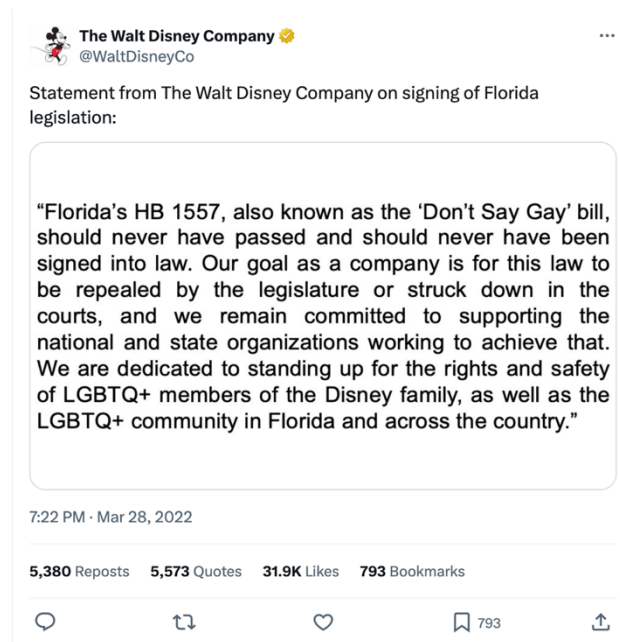 The Walt Disney Company
@WaltDisneyCo
Statement from The Walt Disney Company on signing of Florida
legislation:
“Florida’s HB 1557, also known as the ‘Don’t Say Gay’ bill,
should never have passed and should never have been
signed into law. Our goal as a company is for this law to
be repealed by the legislature or struck down in the
courts, and we remain committed to supporting the
national and state organizations working to achieve that.
We are dedicated to standing up for the rights and safety
of LGBTQ+ members of the Disney family, as well as the
LGBTQ+ community in Florida and across the country.”
7:22 PM · Mar 28, 2022
5,380 Reposts 5,573 Quotes 31.9K Likes 793 Bookmarks
793